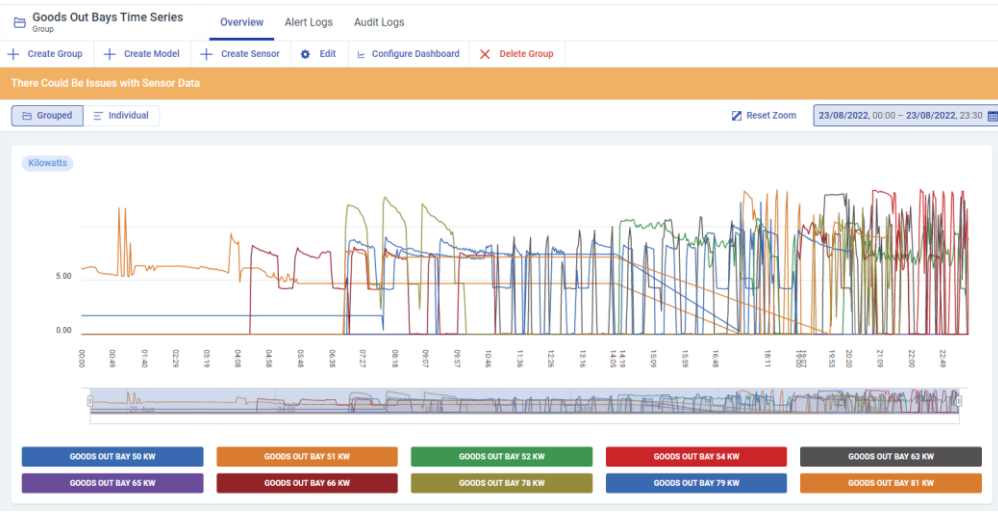 Goods Out Bays Time Series
Group
Overview
Alert Logs
Audit Logs
Create Group
Create Model
Create Sensor
Edit
Configure Dashboard
Delete Group
There Could Be Issues with Sensor Data
Grouped
Individual
Reset Zoom
23/08/2022, 00:00 – 23/08/2022, 23:30
Kilowatts
5.00
0.00
00:00
00:49
01:40
02:29
03:19
04:08
04:58
05:48
06:38
07:27
08:18
09:07
09:57
10:46
11:36
12:26
13:16
14:05
14:19
15:09
15:59
16:48
18:11
19:53
20:20
21:09
22:00
22:49
GOODS OUT BAY 50 KW
GOODS OUT BAY 51 KW
GOODS OUT BAY 52 KW
GOODS OUT BAY 54 KW
GOODS OUT BAY 63 KW
GOODS OUT BAY 65 KW
GOODS OUT BAY 66 KW
GOODS OUT BAY 78 KW
GOODS OUT BAY 79 KW
GOODS OUT BAY 81 KW